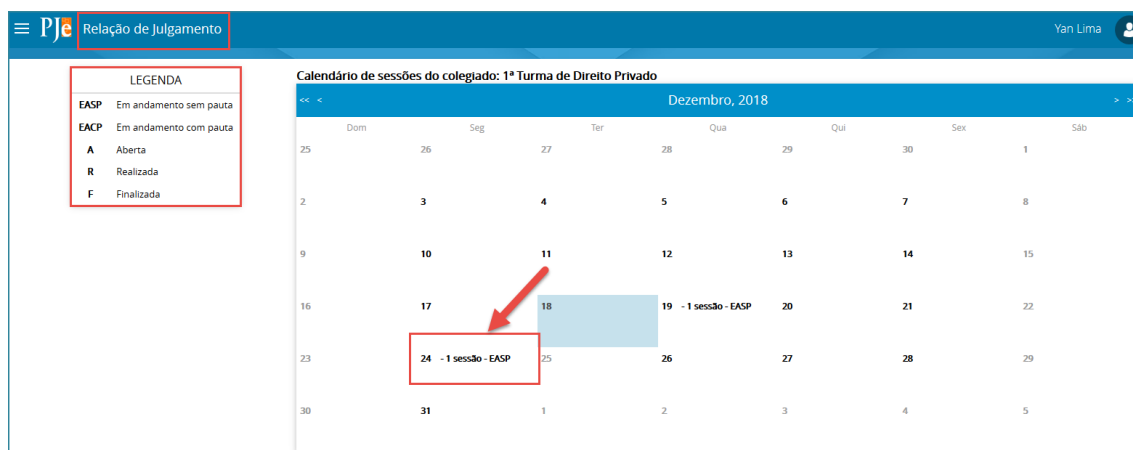 PJe Relação de Julgamento Yan Lima
LEGENDA
EASP Em andamento sem pauta
EACP Em andamento com pauta
A Aberta
R Realizada
F Finalizada
Calendário de sessões do colegiado: 1ª Turma de Direito Privado
<< < Dezembro, 2018 > >
Dom Seg Ter Qua Qui Sex Sáb
25 26 27 28 29 30 1
2 3 4 5 6 7 8
9 10 11 12 13 14 15
16 17 18 19 - 1 sessão - EASP 20 21 22
23 24 - 1 sessão - EASP 25 26 27 28 29
30 31 1 2 3 4 5